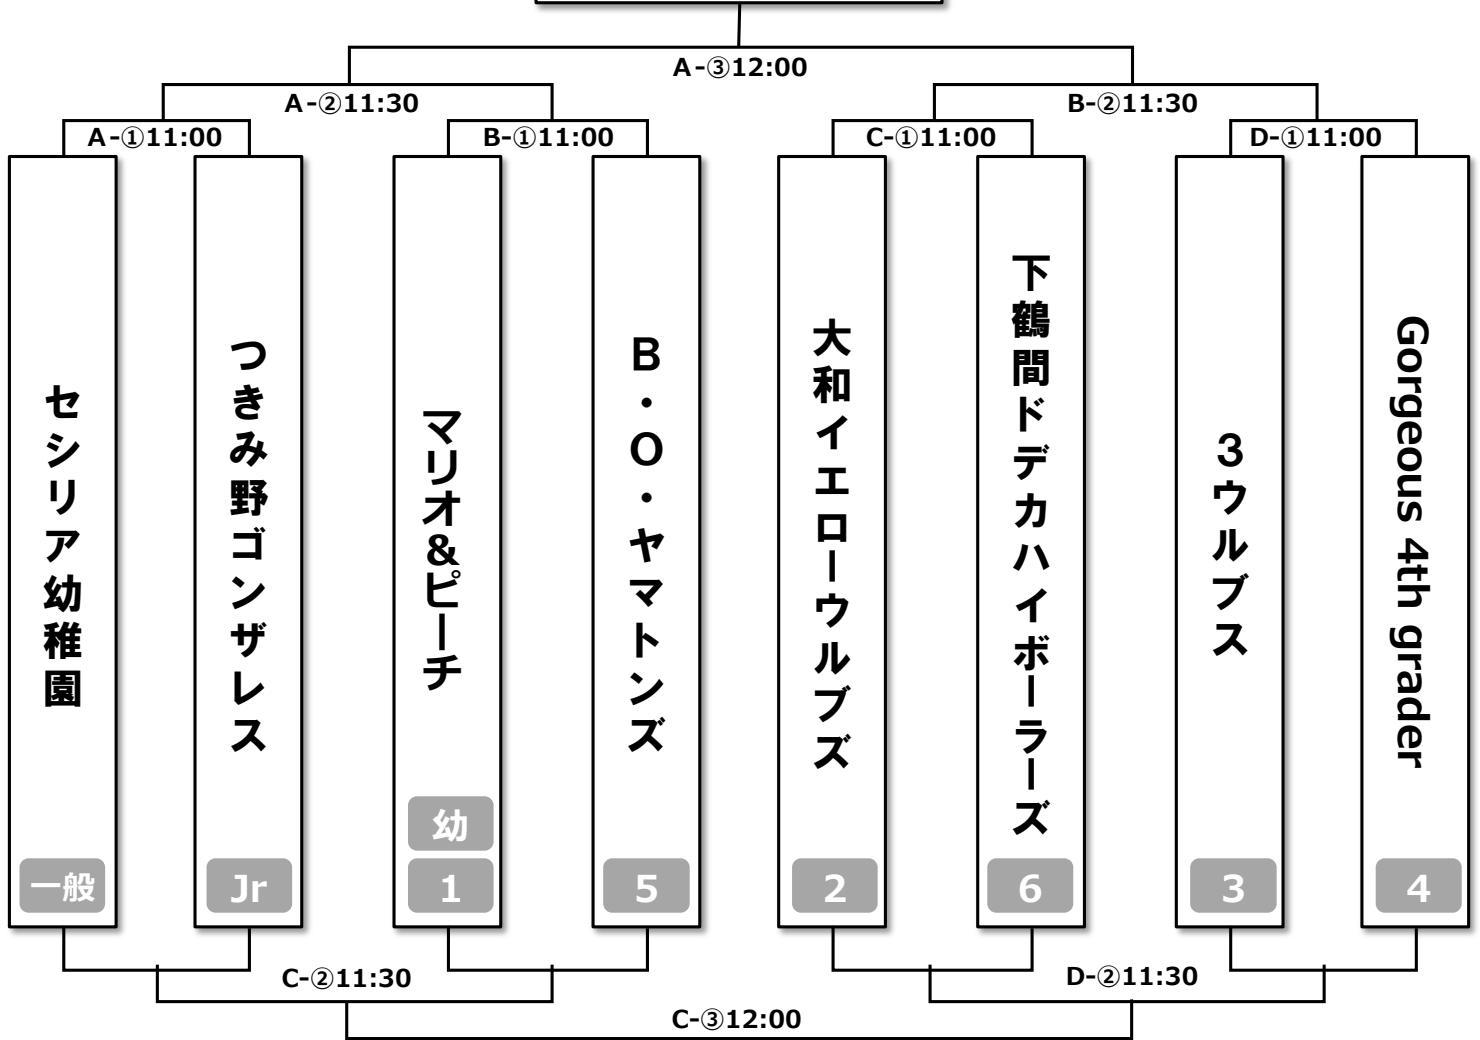 A-③12:00
A-②11:30
B-②11:30
A-①11:00
B-①11:00
C-①11:00
D-①11:00
セシリア幼稚園
つきみ野ゴンザレス
マリオ&ピーチ
B・O・ヤマトンズ
大和イエローウルブズ
下鶴間ドデカハイボーラーズ
3ウルブス
Gorgeous 4th grader
幼
一般
Jr
1
5
2
6
3
4
C-②11:30
D-②11:30
C-③12:00